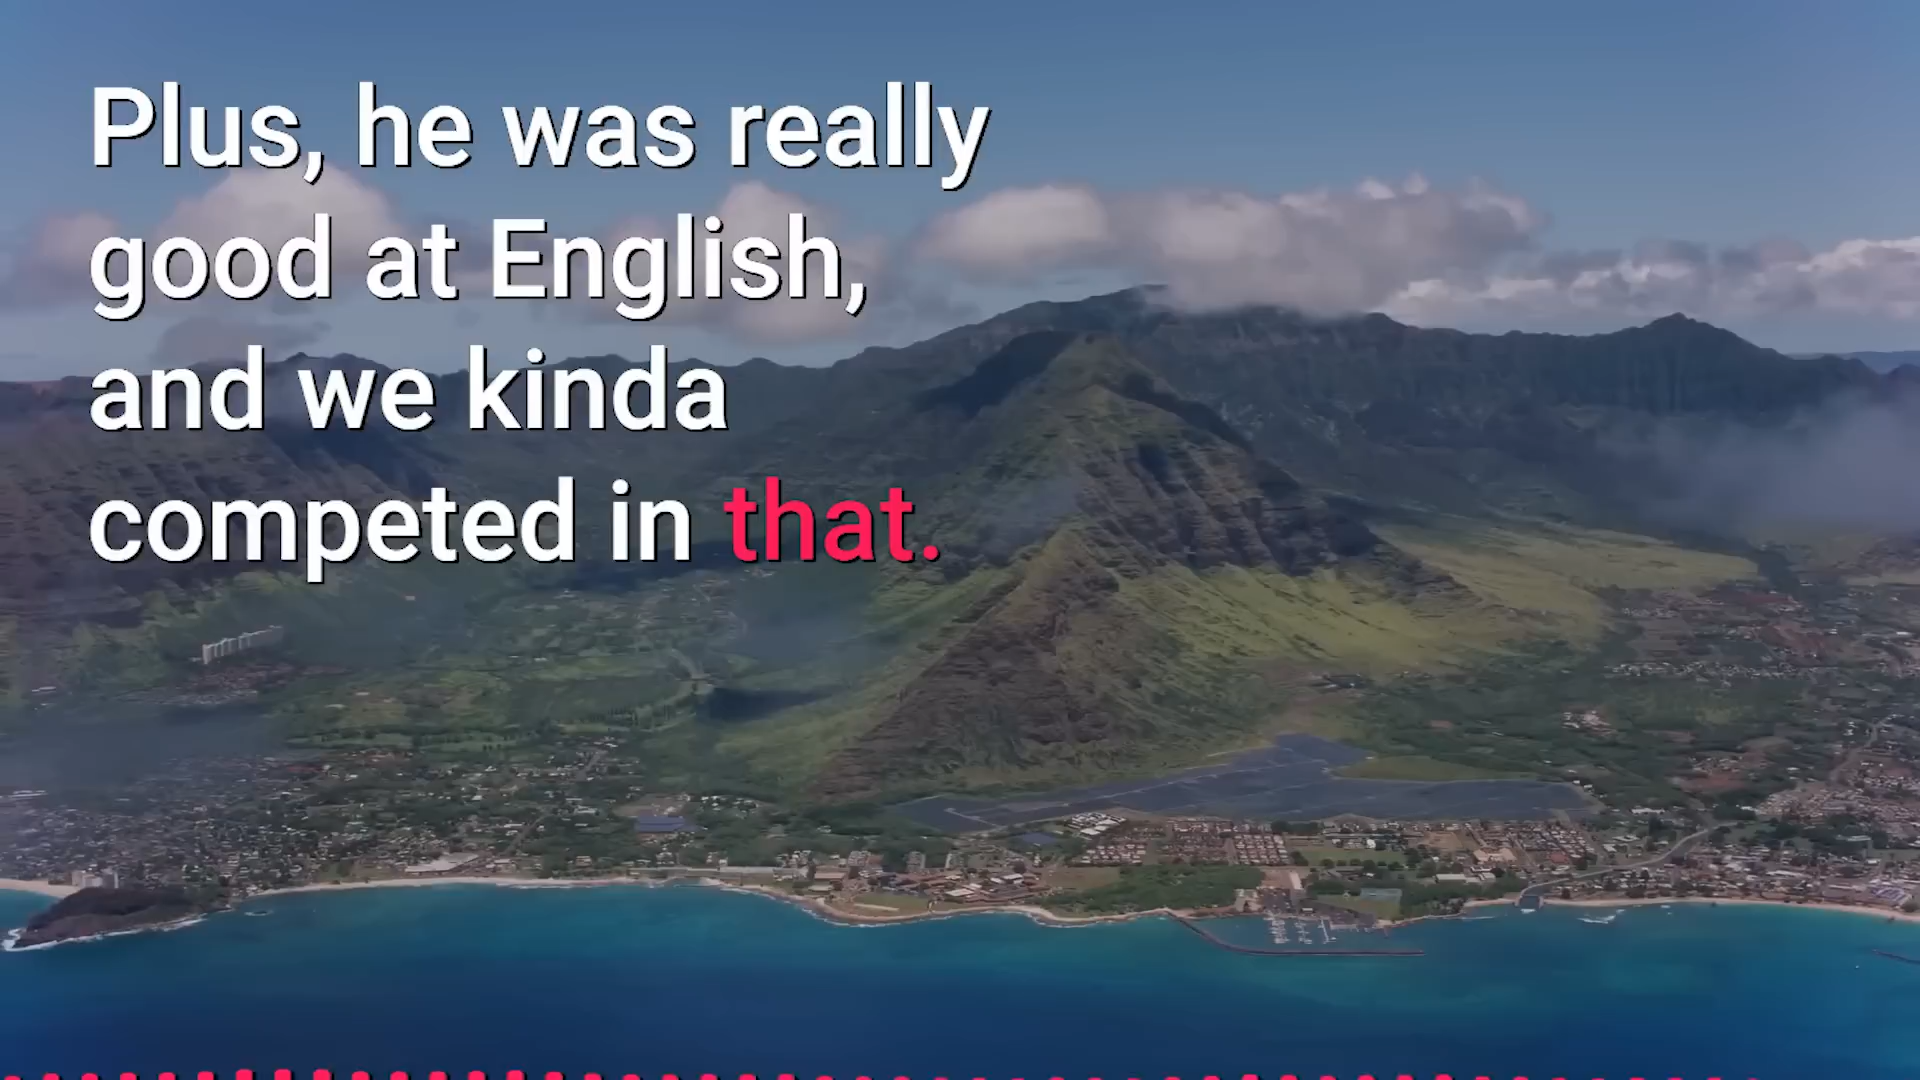 Plus, he was really
good at English,
and we kinda
competed in that.